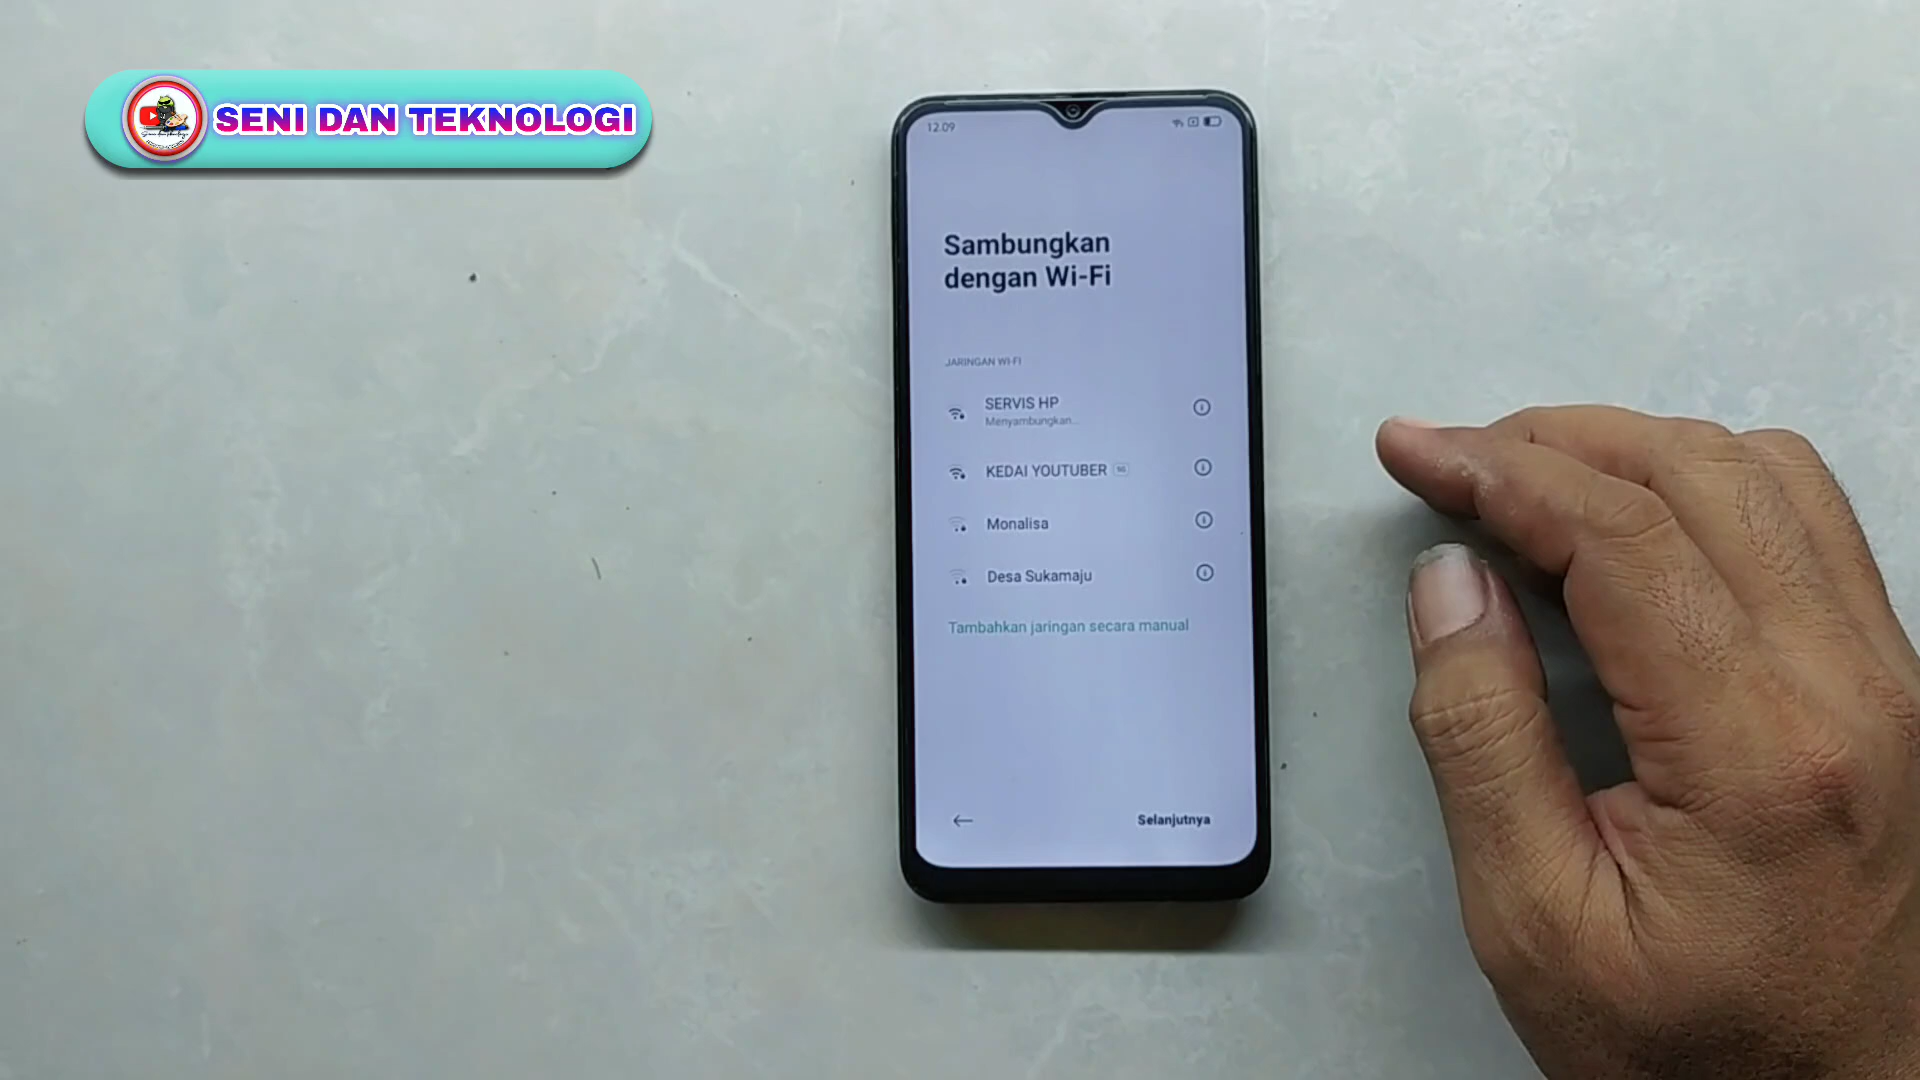 SENI DAN TEKNOLOGI
12.09
Sambungkan
dengan Wi-Fi
JARINGAN WI-FI
SERVIS HP
Menyambungkan...
KEDAI YOUTUBER 5G
Monalisa
Desa Sukamaju
Tambahkan jaringan secara manual
Selanjutnya